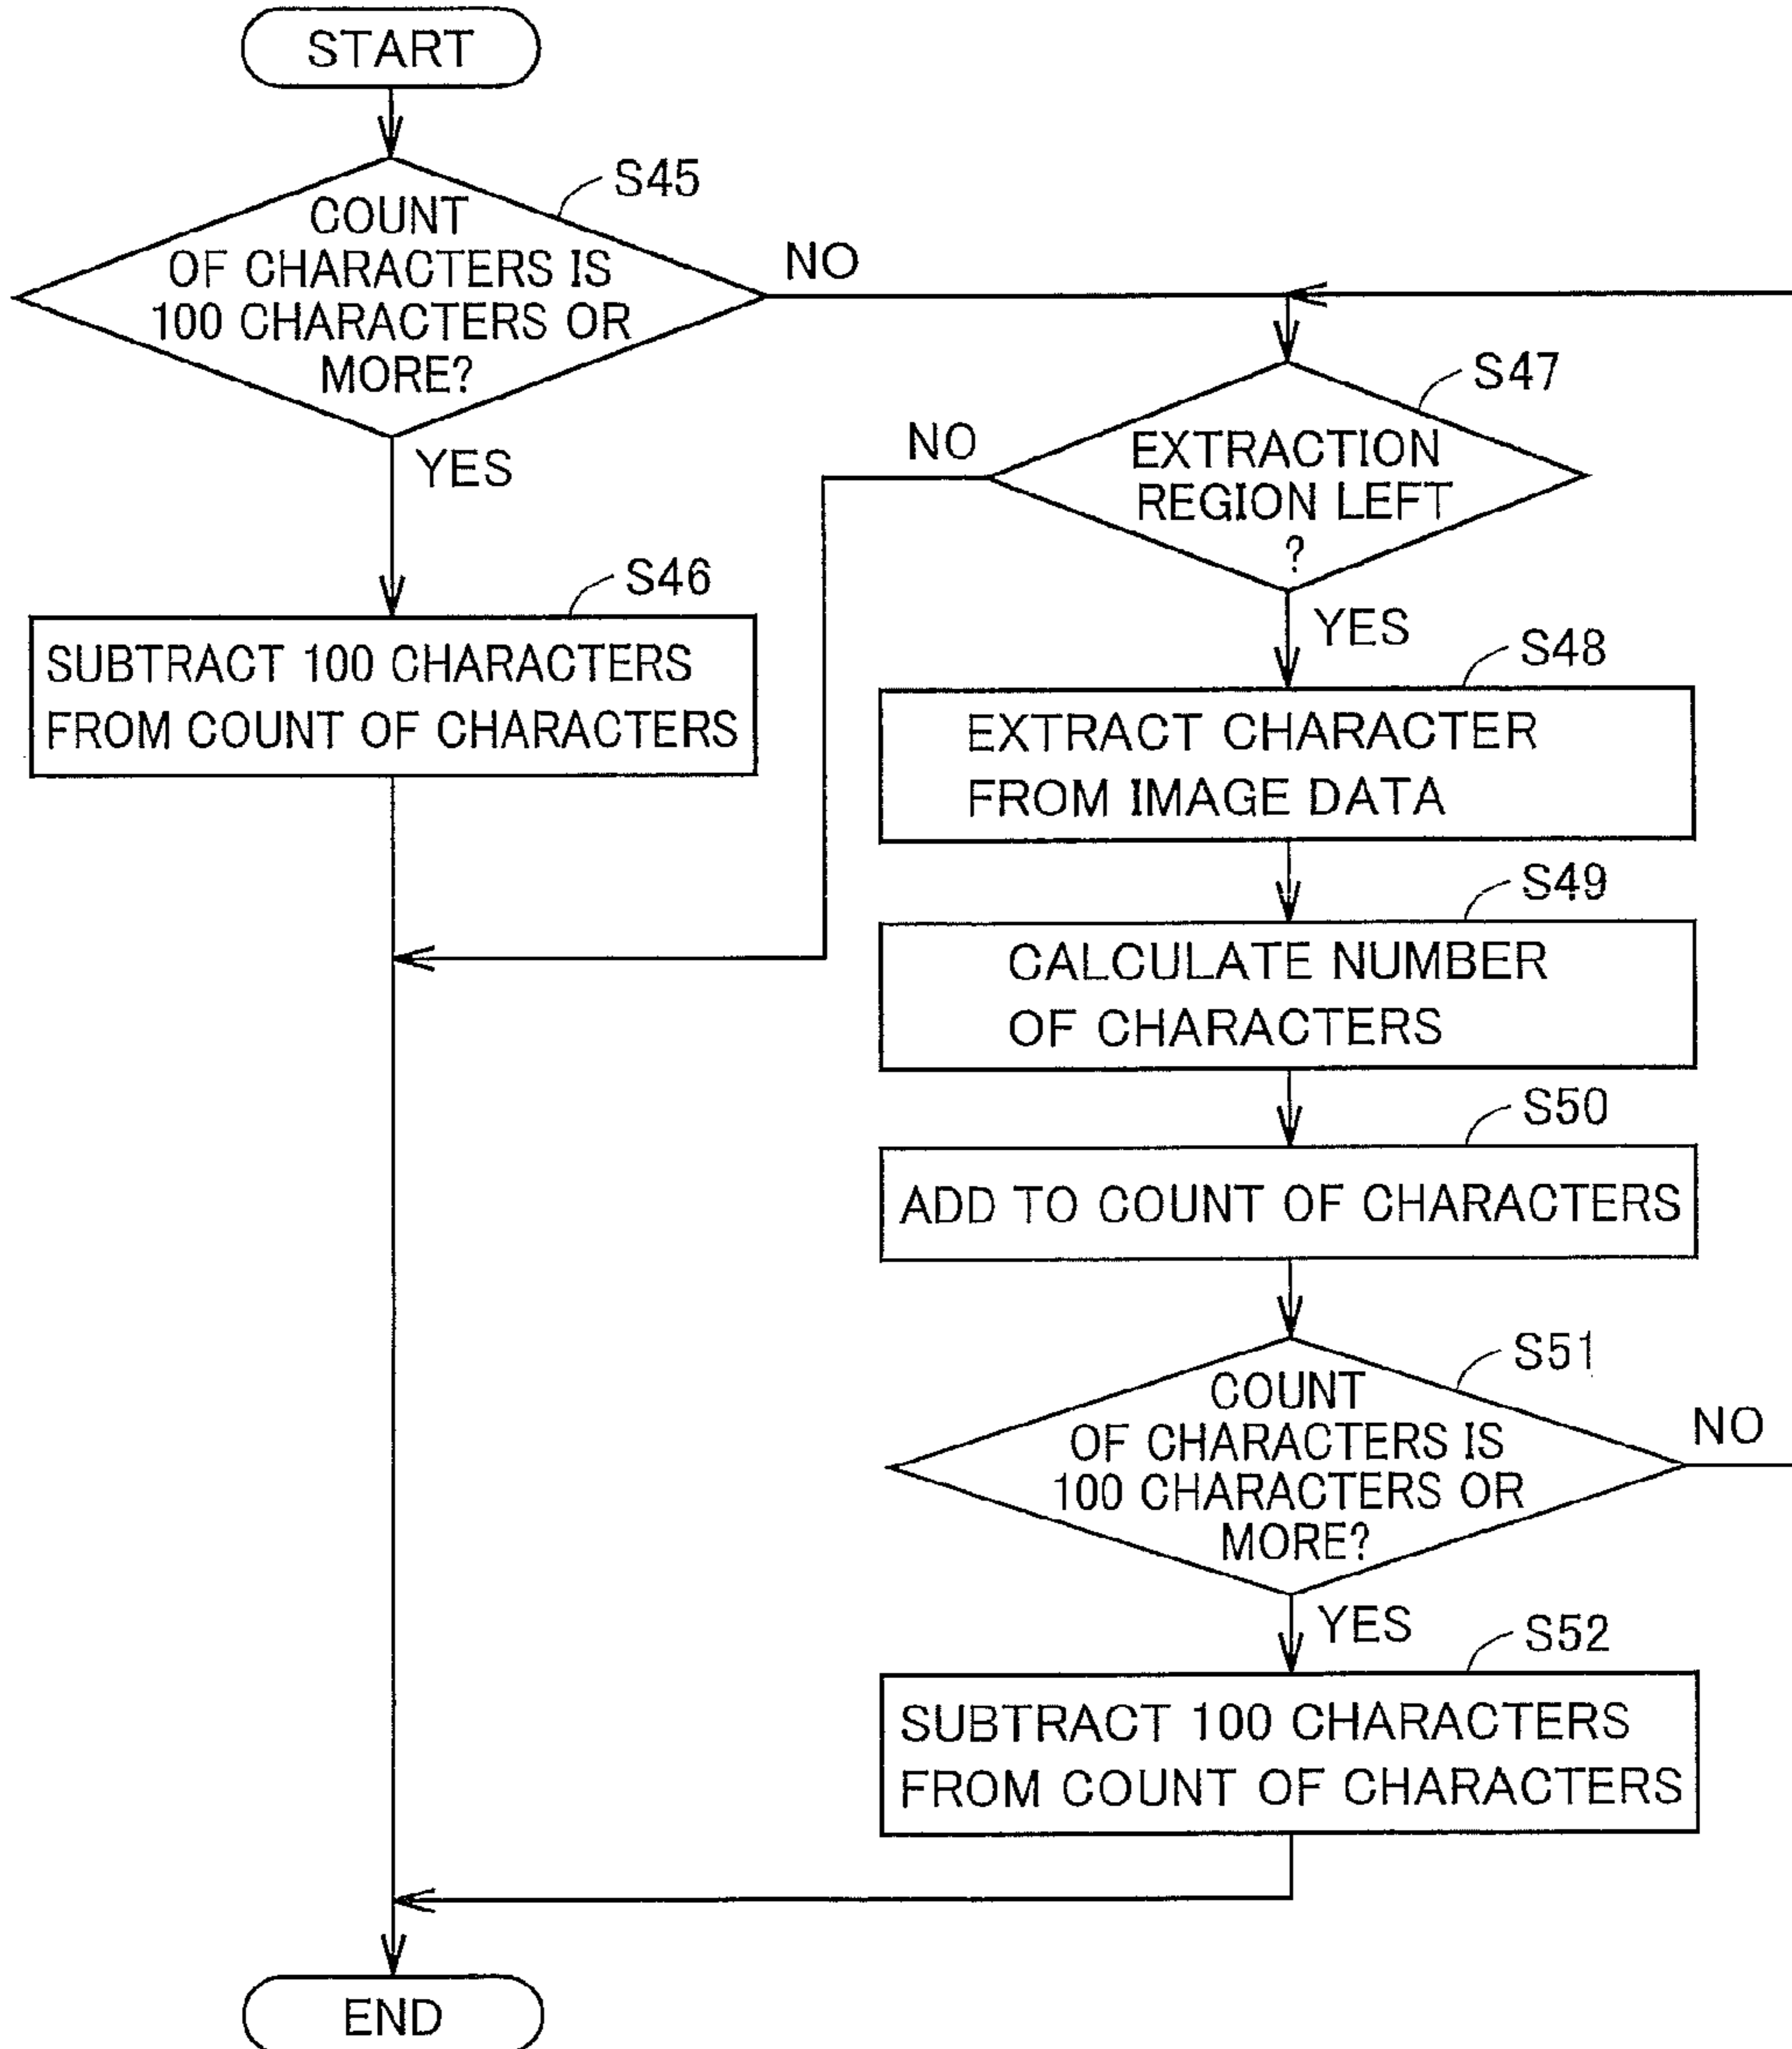 START
S45
COUNT
OF CHARACTERS IS
100 CHARACTERS OR
MORE?
NO
YES
S46
SUBTRACT 100 CHARACTERS
FROM COUNT OF CHARACTERS
S47
EXTRACTION
REGION LEFT
?
NO
YES
S48
EXTRACT CHARACTER
FROM IMAGE DATA
S49
CALCULATE NUMBER
OF CHARACTERS
S50
ADD TO COUNT OF CHARACTERS
S51
COUNT
OF CHARACTERS IS
100 CHARACTERS OR
MORE?
NO
YES
S52
SUBTRACT 100 CHARACTERS
FROM COUNT OF CHARACTERS
END